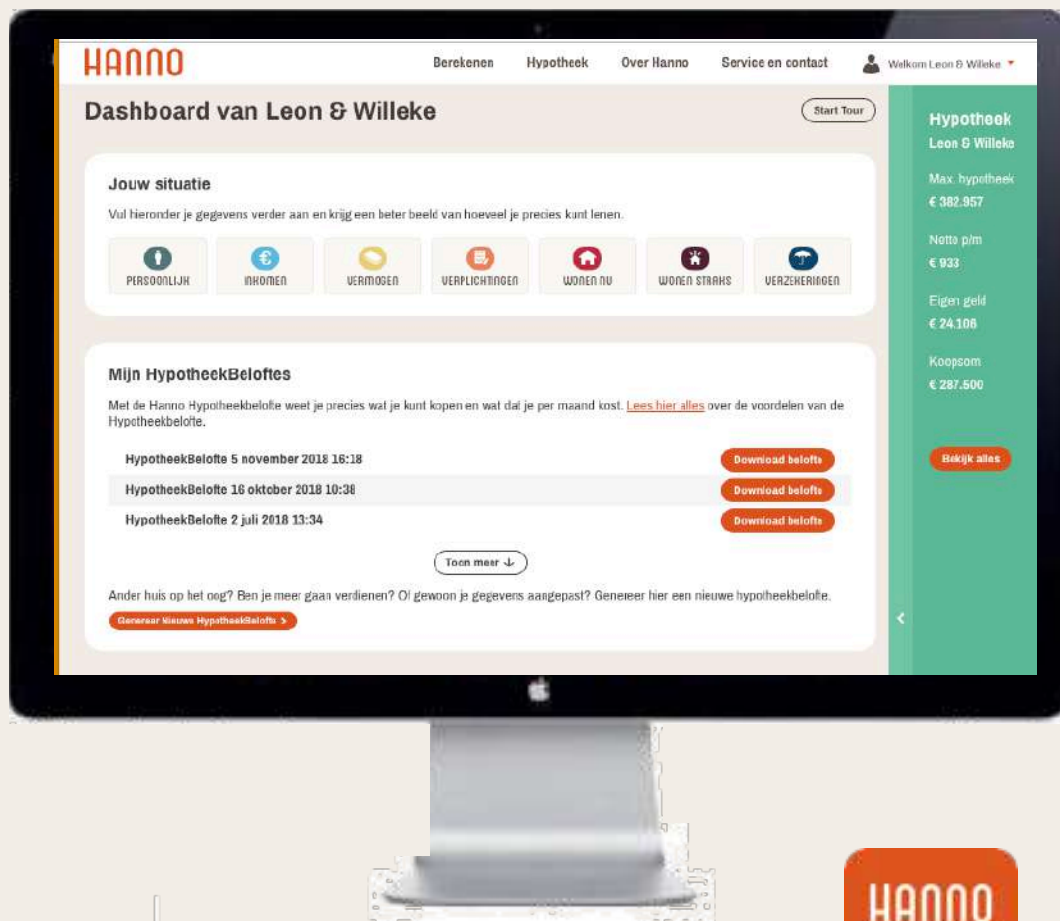 HANNO
Berekenen Hypotheek Over Hanno Service en contact Welkom Leon & Willeke
Dashboard van Leon & Willeke
Start Tour
Jouw situatie
Vul hieronder je gegevens verder aan en krijg een beter beeld van hoeveel je precies kunt lenen.
PERSOONLIJK INKOMEN VERMOGEN VERPLICHTINGEN WONEN NU WONEN STRAKS VERZEKERINGEN
Mijn HypotheekBeloftes
Met de Hanno Hypotheekbelofte weet je precies wat je kunt kopen en wat dat je per maand kost. Lees hier alles over de voordelen van de
Hypotheekbelofte.
HypotheekBelofte 5 november 2018 16:18 Download belofte
HypotheekBelofte 16 oktober 2018 10:38 Download belofte
HypotheekBelofte 2 juli 2018 13:34 Download belofte
Toon meer ↓
Ander huis op het oog? Ben je meer gaan verdienen? Of gewoon je gegevens aangepast? Genereer hier een nieuwe hypotheekbelofte.
Genereer Nieuwe HypotheekBelofte >
Hypotheek
Leon & Willeke
Max. hypotheek
€ 382.957
Netto p/m
€ 933
Eigen geld
€ 24.106
Koopsom
€ 287.500
Bekijk alles
HANNO